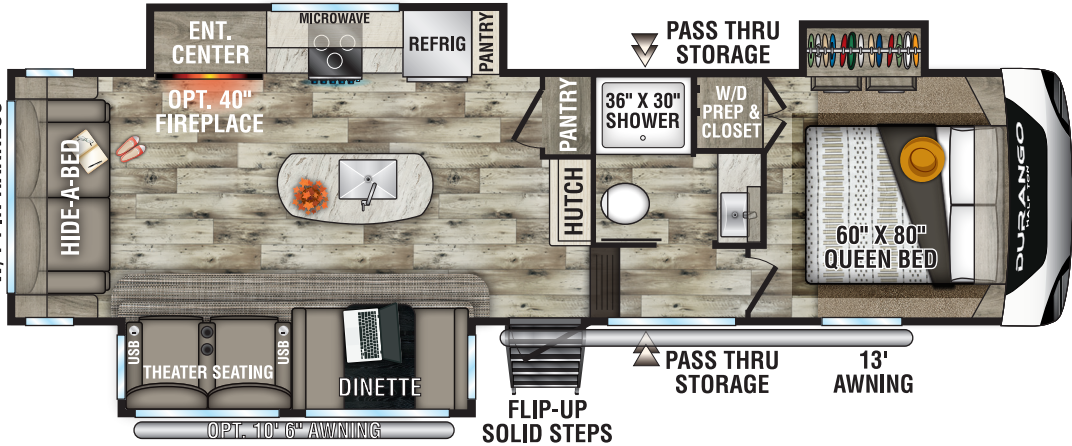 MICROWAVE
ENT.
CENTER
REFRIG
PANTRY
PASS THRU
STORAGE
OPT. 40"
FIREPLACE
PANTRY
36" X 30"
SHOWER
W/D
PREP &
CLOSET
HIDE-A-BED
HUTCH
60" X 80"
QUEEN BED
DURANGO
HALF-TON
USB
USB
THEATER SEATING
DINETTE
PASS THRU
STORAGE
13'
AWNING
FLIP-UP
SOLID STEPS
OPT. 10' 6" AWNING